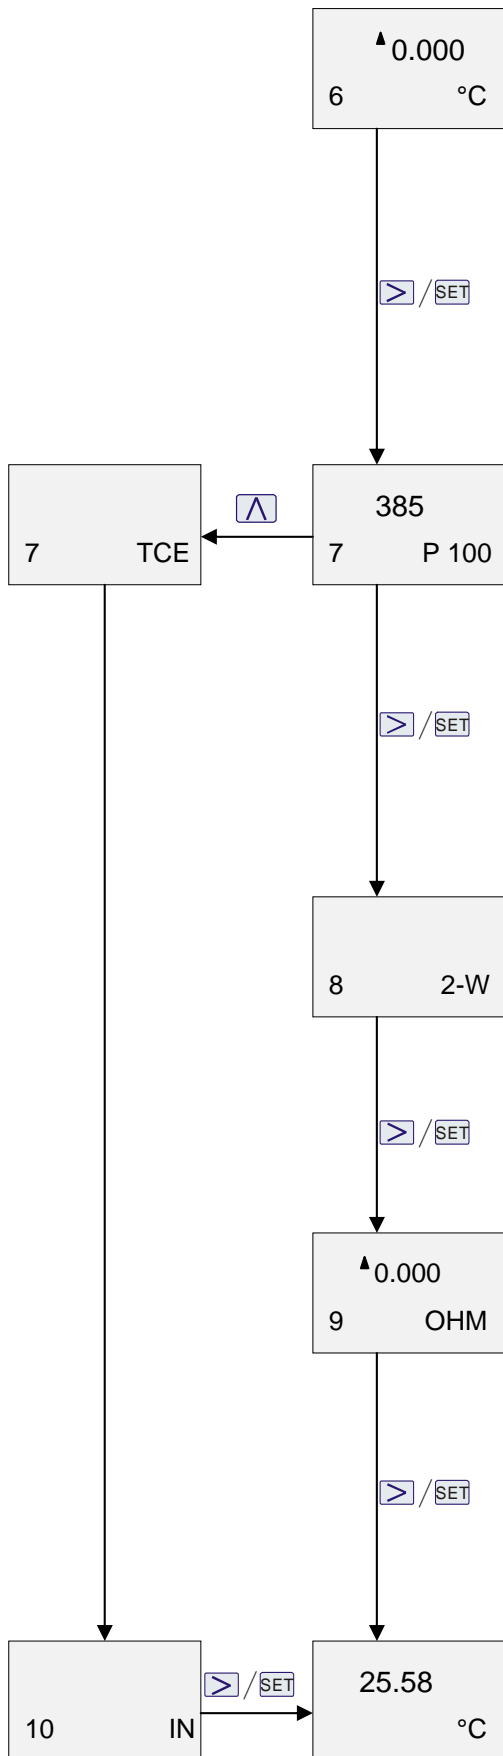 0.000
6 °C
> / SET
385
7 TCE
7 P 100
> / SET
8 2-W
> / SET
0.000
9 OHM
> / SET
10 IN
> / SET
25.58
°C